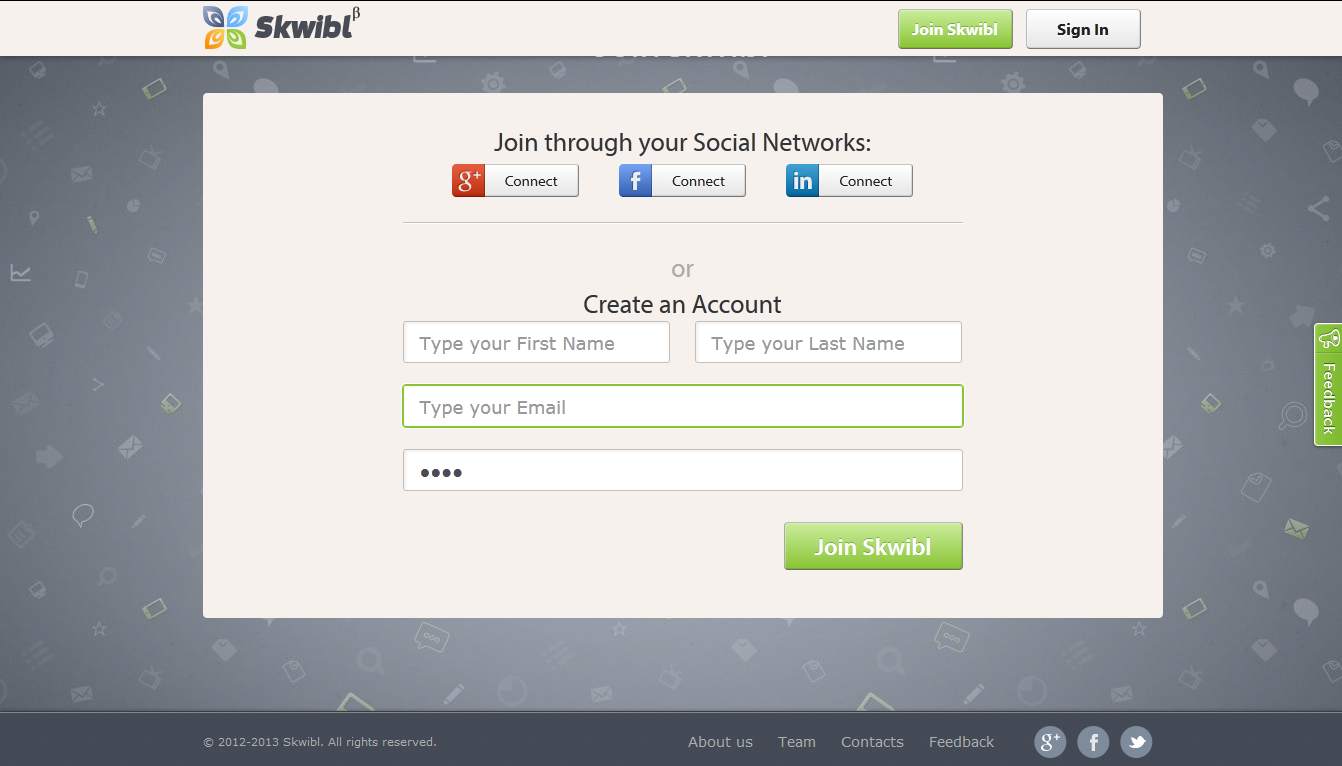 Skwibl β
Join Skwibl
Sign In
Join through your Social Networks:
g+ Connect
f Connect
in Connect
or
Create an Account
Type your First Name
Type your Last Name
Type your Email
••••
Join Skwibl
Feedback
© 2012-2013 Skwibl. All rights reserved.
About us
Team
Contacts
Feedback
g+
f